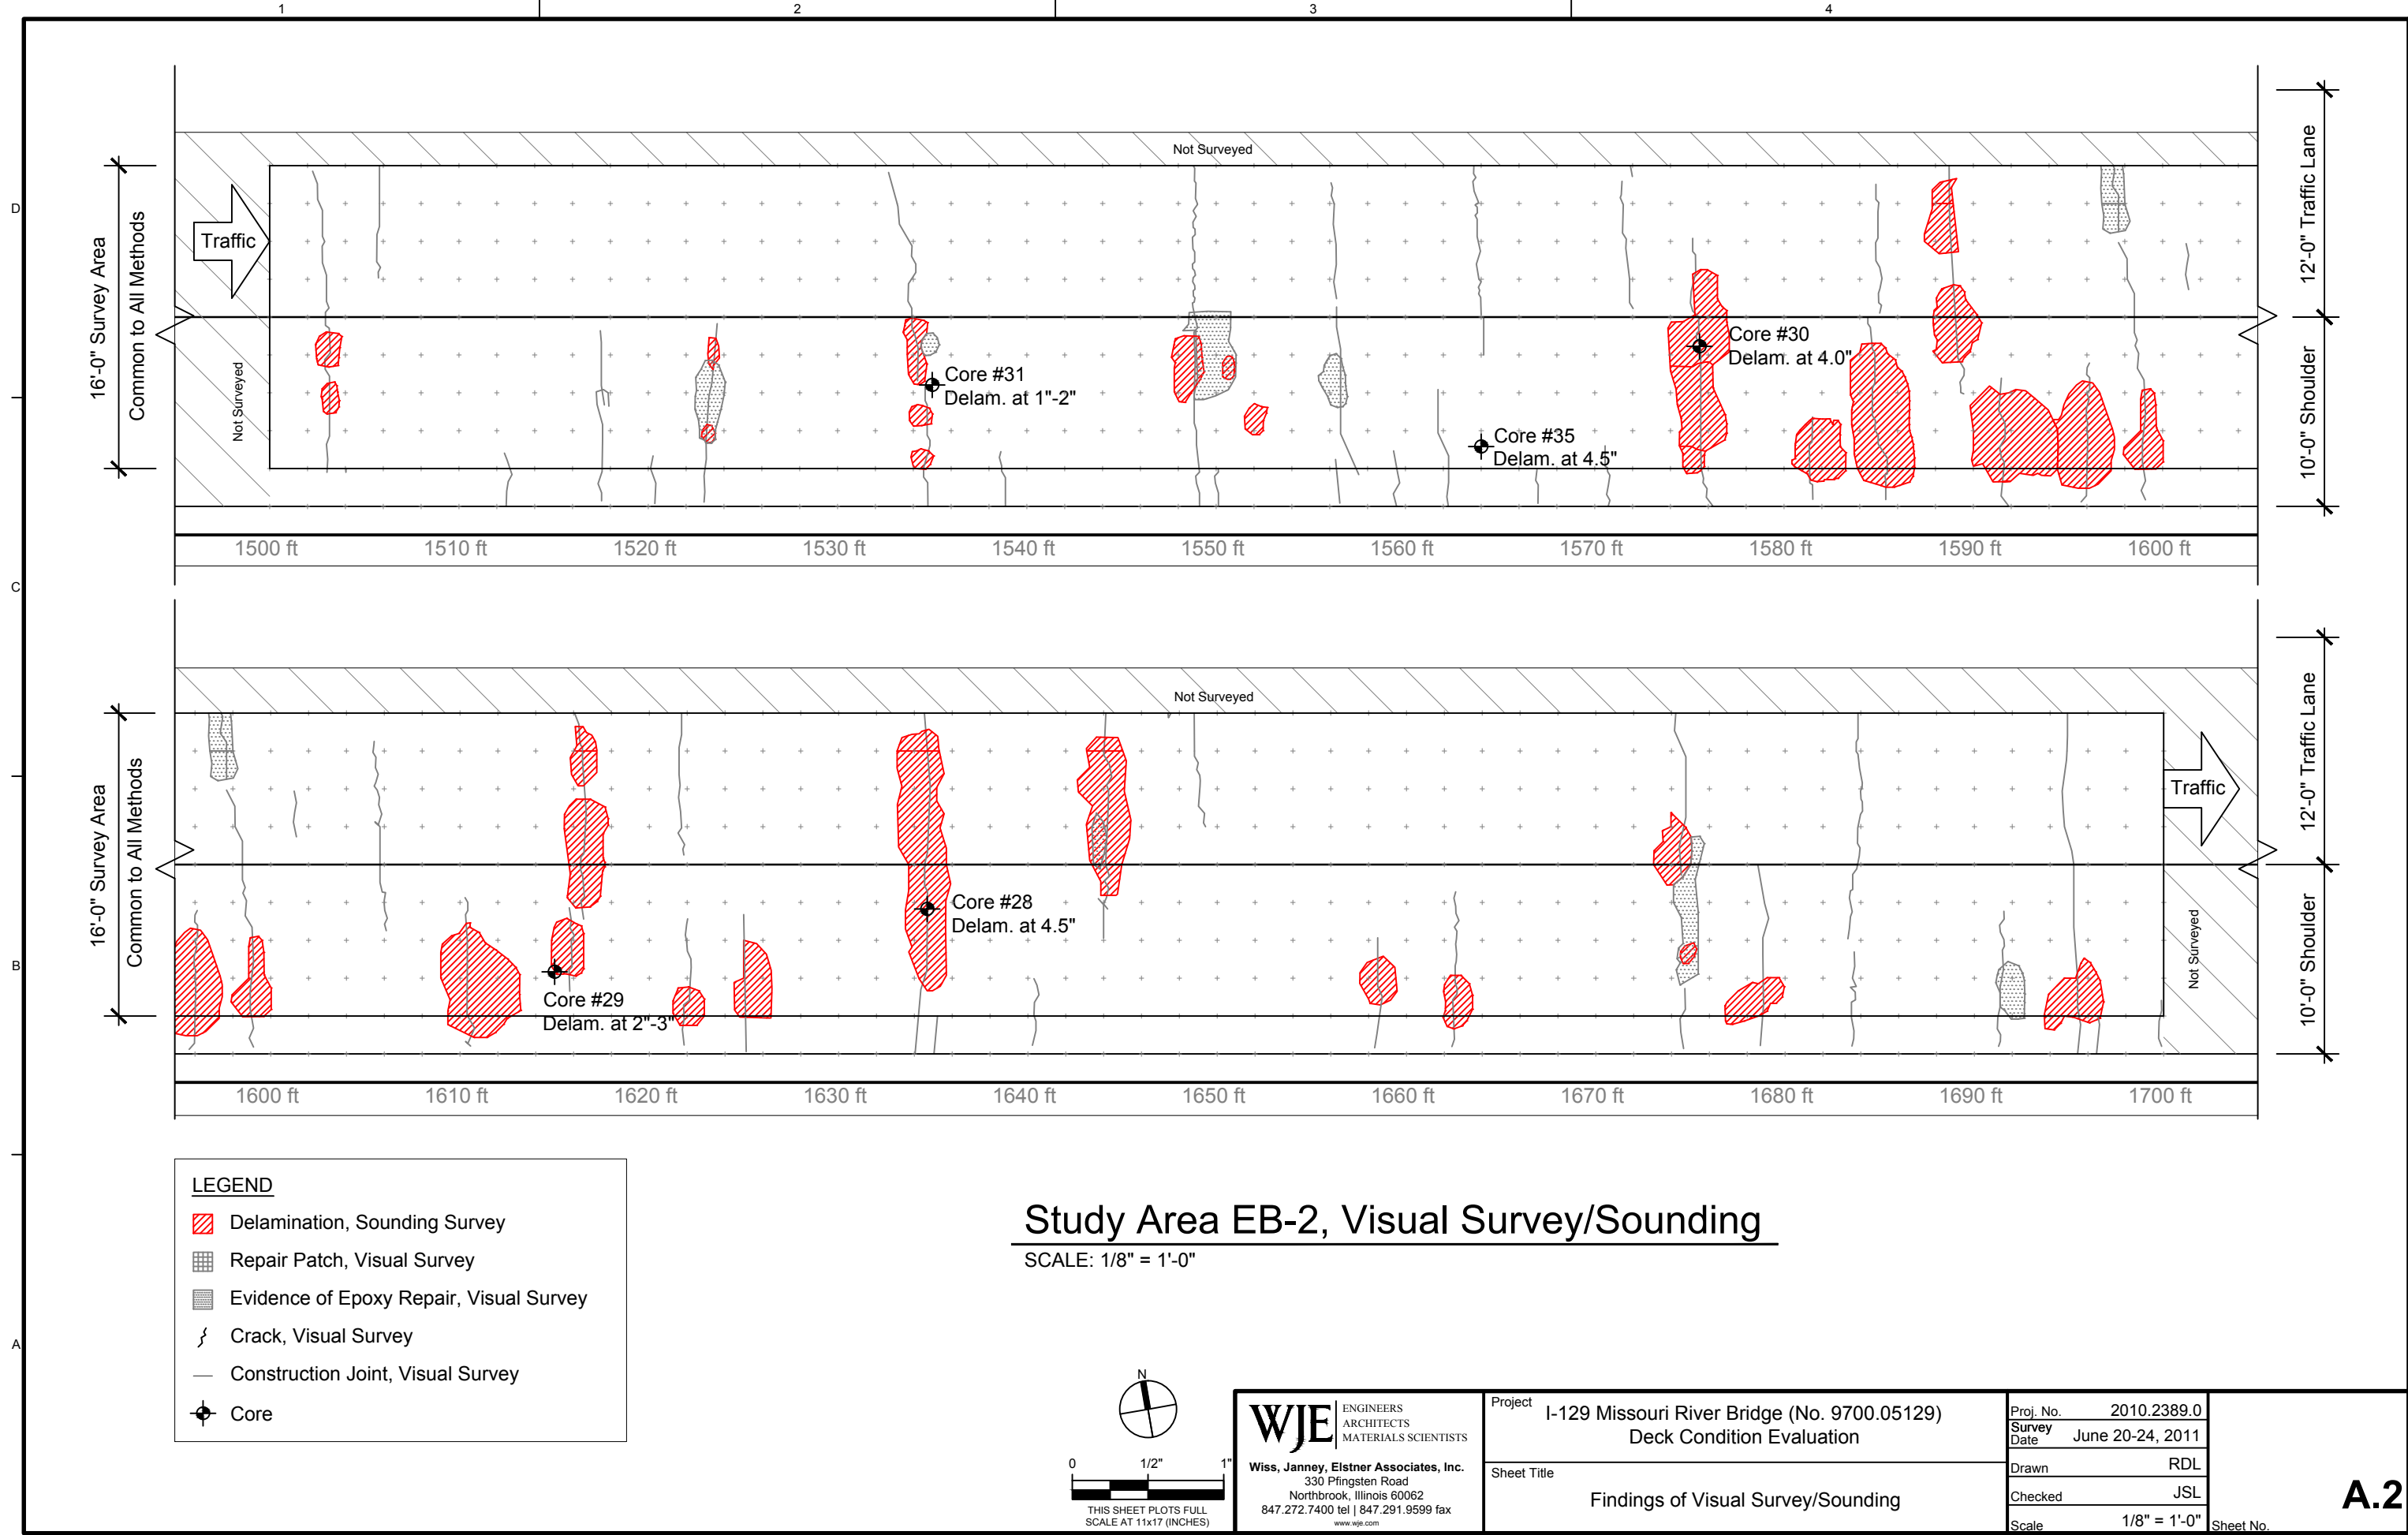 1 2 3 4
D
C
B
A
Not Surveyed
Traffic
16'-0" Survey Area
Common to All Methods
Not Surveyed
12'-0" Traffic Lane
10'-0" Shoulder
Core #31
Delam. at 1"-2"
Core #35
Delam. at 4.5"
Core #30
Delam. at 4.0"
1500 ft 1510 ft 1520 ft 1530 ft 1540 ft 1550 ft 1560 ft 1570 ft 1580 ft 1590 ft 1600 ft
Not Surveyed
16'-0" Survey Area
Common to All Methods
Traffic
Not Surveyed
12'-0" Traffic Lane
10'-0" Shoulder
Core #29
Delam. at 2"-3"
Core #28
Delam. at 4.5"
1600 ft 1610 ft 1620 ft 1630 ft 1640 ft 1650 ft 1660 ft 1670 ft 1680 ft 1690 ft 1700 ft
LEGEND
Delamination, Sounding Survey
Repair Patch, Visual Survey
Evidence of Epoxy Repair, Visual Survey
Crack, Visual Survey
Construction Joint, Visual Survey
Core
Study Area EB-2, Visual Survey/Sounding
SCALE: 1/8" = 1'-0"
N
0 1/2" 1"
THIS SHEET PLOTS FULL
SCALE AT 11x17 (INCHES)
WJE
ENGINEERS
ARCHITECTS
MATERIALS SCIENTISTS
Wiss, Janney, Elstner Associates, Inc.
330 Pfingsten Road
Northbrook, Illinois 60062
847.272.7400 tel | 847.291.9599 fax
www.wje.com
Project
I-129 Missouri River Bridge (No. 9700.05129)
Deck Condition Evaluation
Sheet Title
Findings of Visual Survey/Sounding
Proj. No. 2010.2389.0
Survey
Date June 20-24, 2011
Drawn RDL
Checked JSL
Scale 1/8" = 1'-0"
Sheet No.
A.2